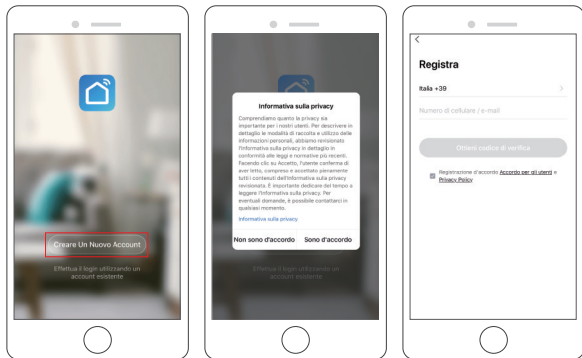 Creare Un Nuovo Account
Effettua il login utilizzando un
account esistente
Informativa sulla privacy
Comprendiamo quanto la privacy sia
importante per i nostri utenti. Per descrivere in
dettaglio le modalità di raccolta e utilizzo delle
informazioni personali, abbiamo revisionato
l'Informativa sulla privacy in dettaglio in
conformità alle leggi e normative più recenti.
Facendo clic su Accetto, l'utente conferma di
aver letto, compreso e accettato pienamente
tutti i contenuti dell'Informativa sulla privacy
revisionata. È importante dedicare del tempo a
leggere l'Informativa sulla privacy. Per
eventuali domande, è possibile contattarci in
qualsiasi momento.
Informativa sulla privacy
Non sono d'accordo Sono d'accordo
Effettua il login utilizzando un
account esistente
Registra
Italia +39
Numero di cellulare / e-mail
Ottieni codice di verifica
Registrazione d'accordo Accordo per gli utenti e
Privacy Policy